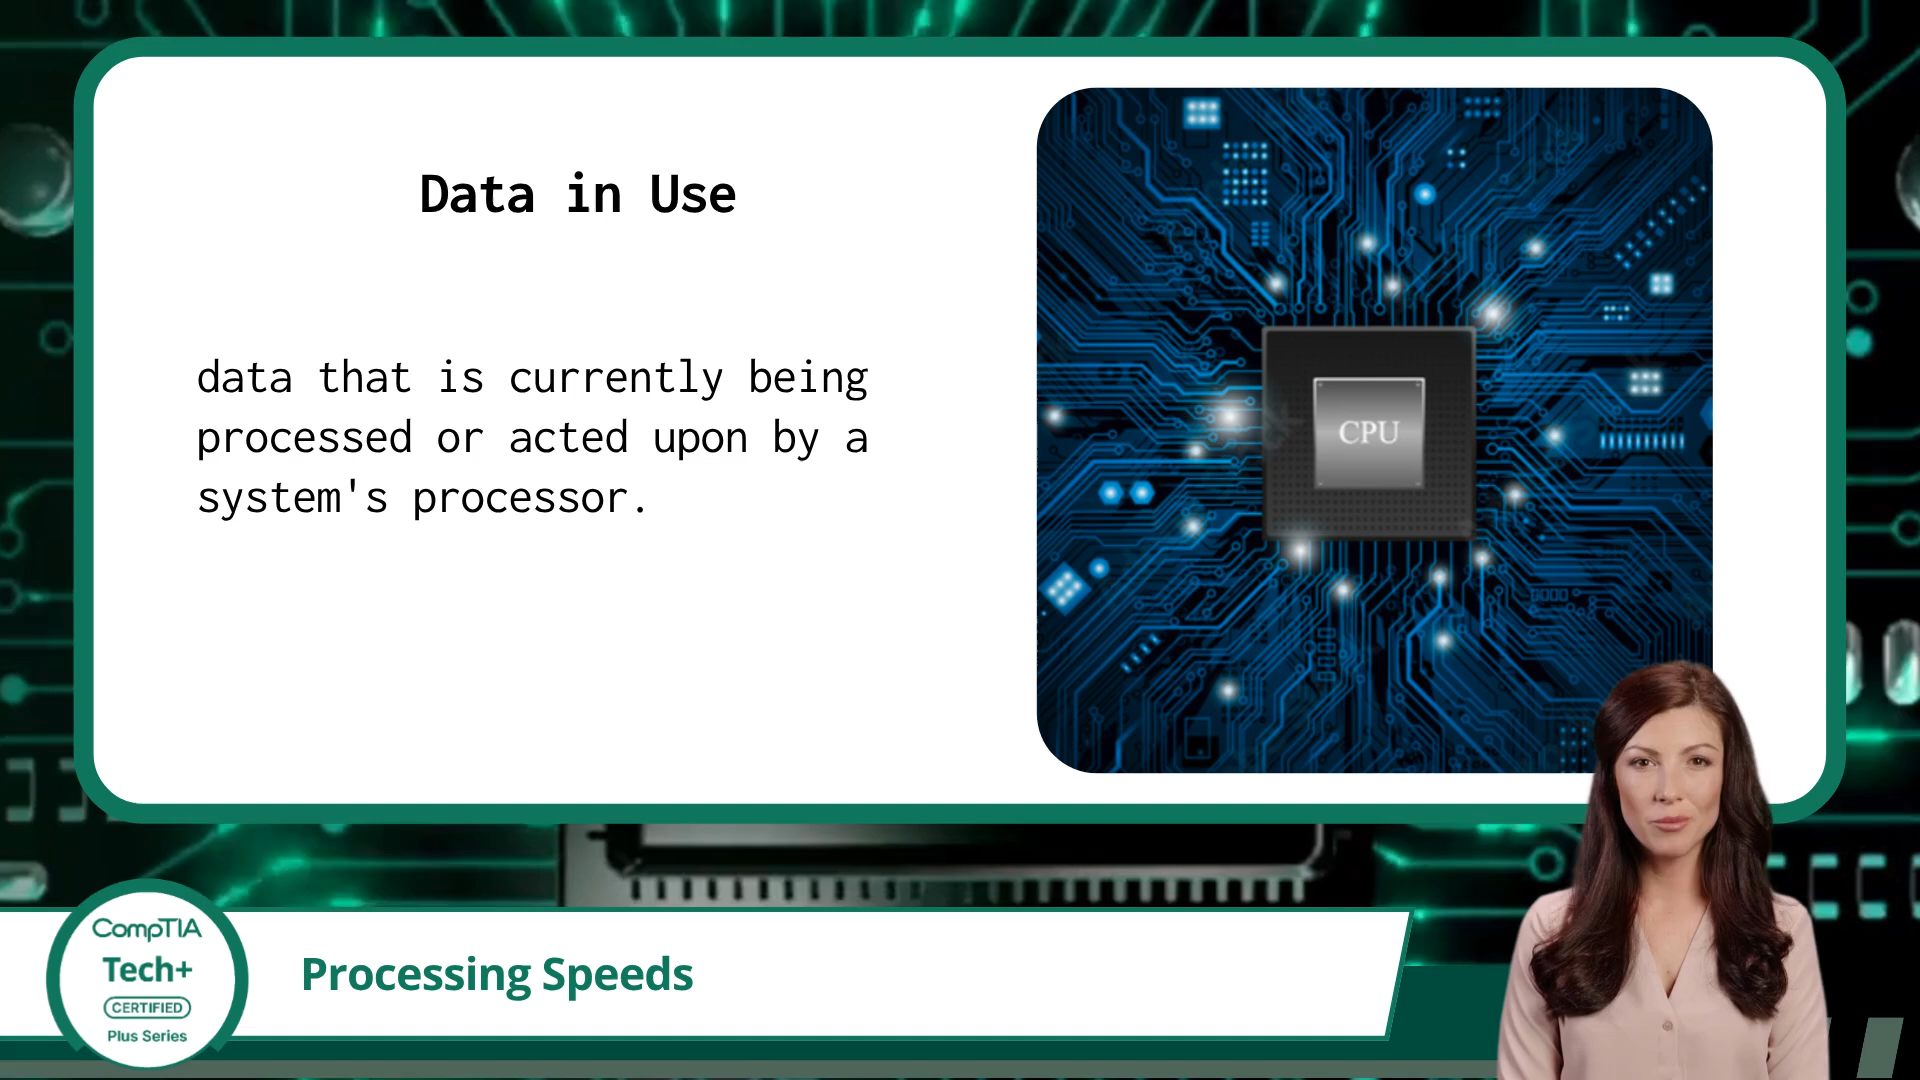 Data in Use
data that is currently being
processed or acted upon by a
system's processor.
CPU
CompTIA
Tech+
CERTIFIED
Plus Series
Processing Speeds